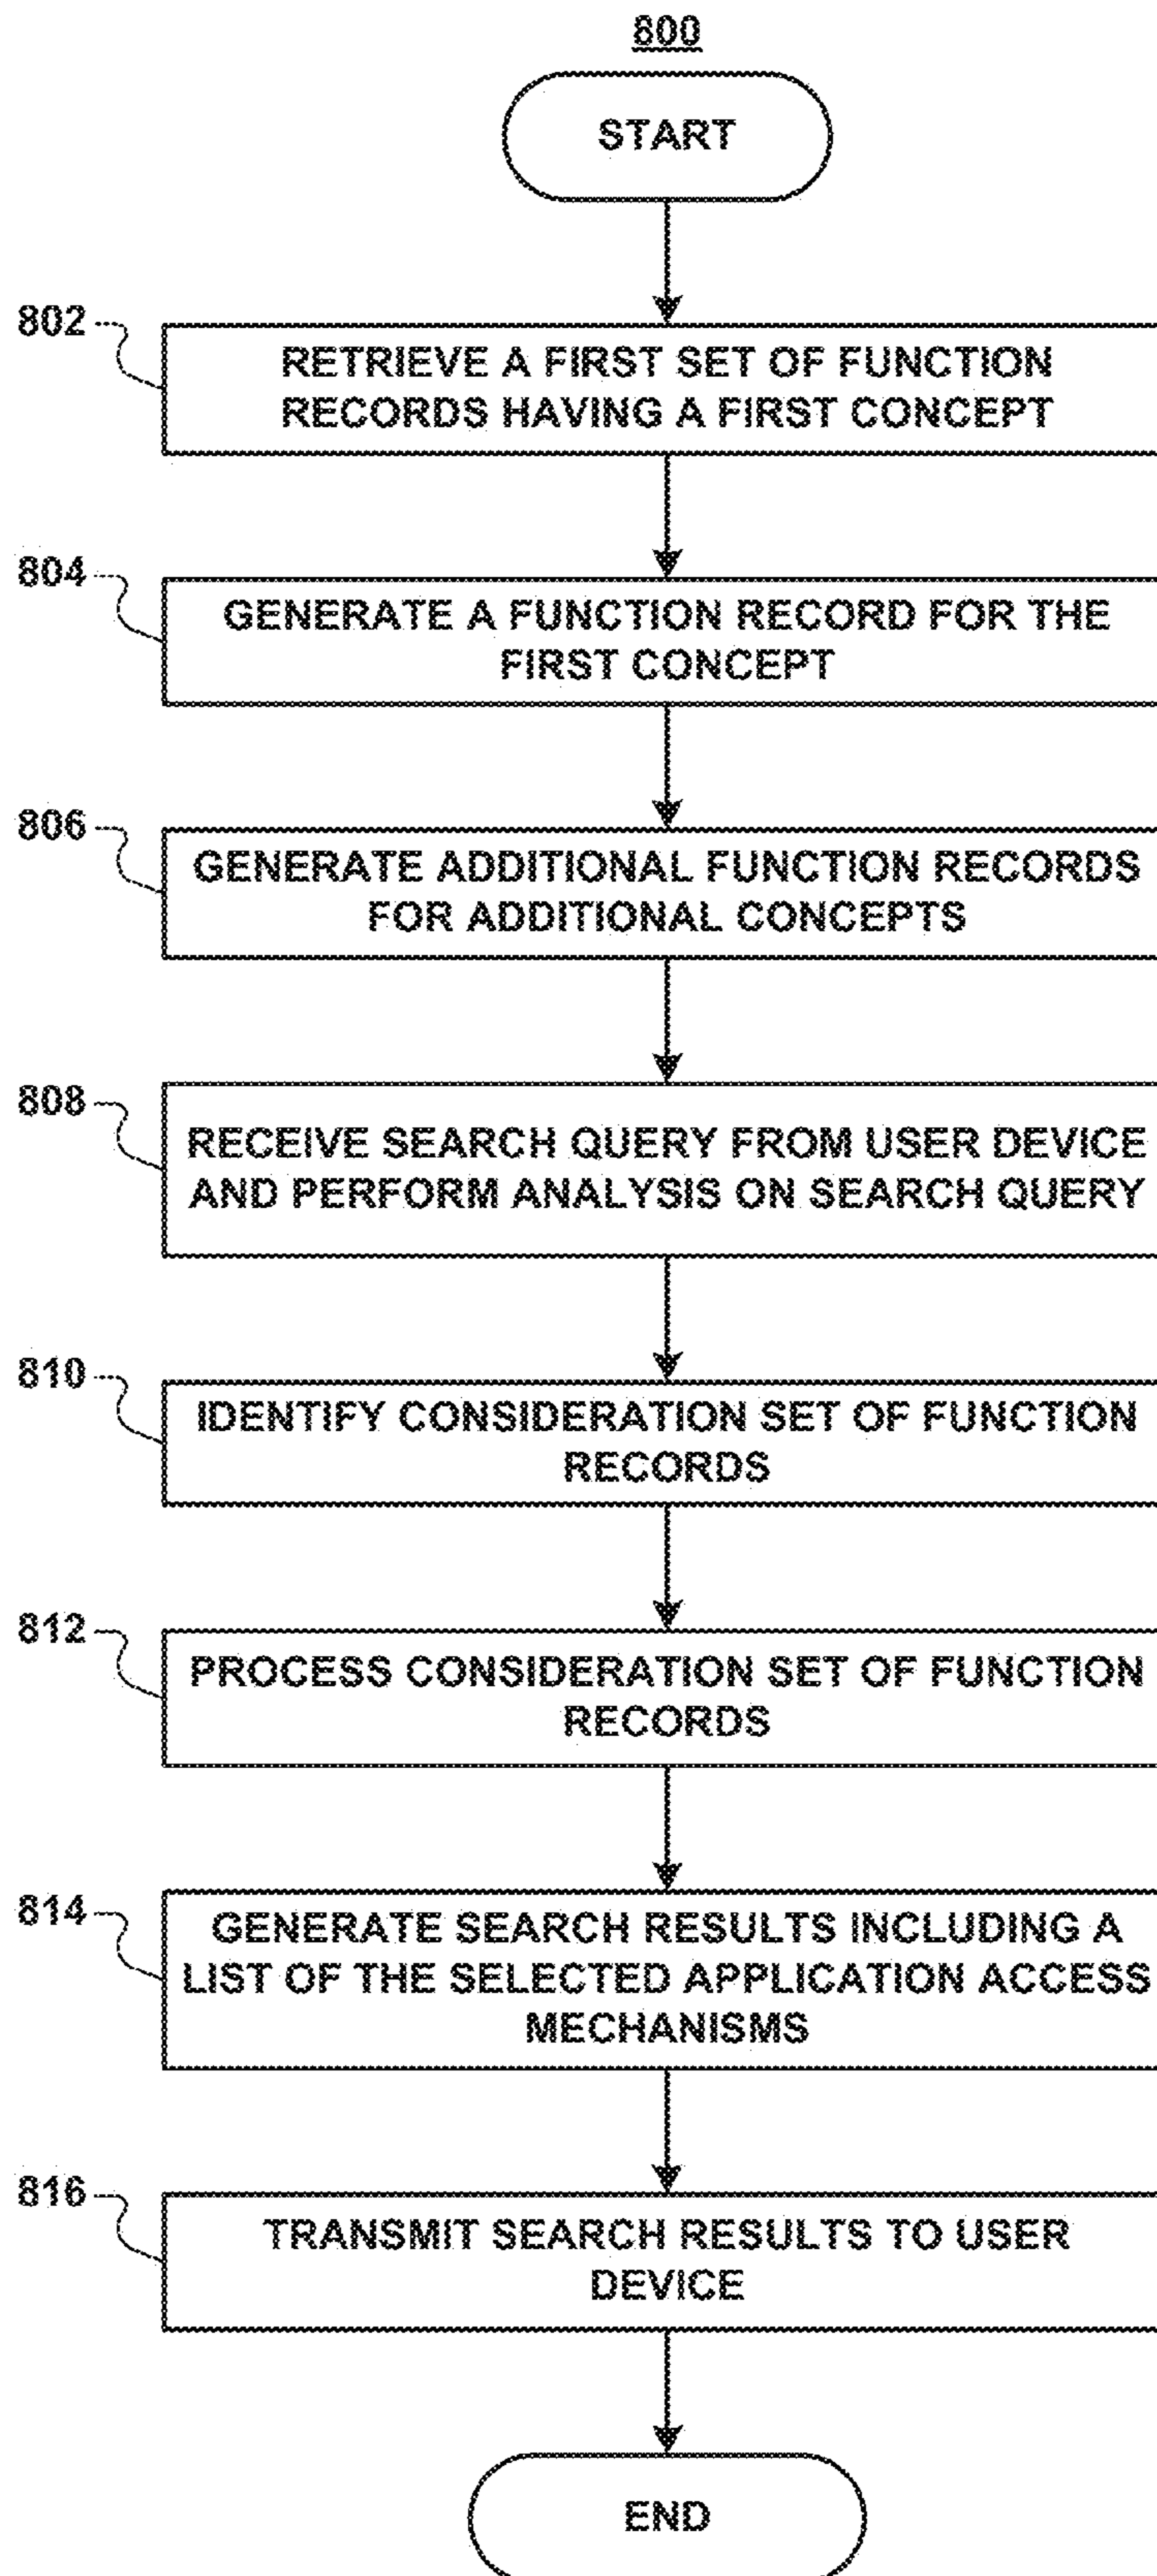 800
START
802
RETRIEVE A FIRST SET OF FUNCTION
RECORDS HAVING A FIRST CONCEPT
804
GENERATE A FUNCTION RECORD FOR THE
FIRST CONCEPT
806
GENERATE ADDITIONAL FUNCTION RECORDS
FOR ADDITIONAL CONCEPTS
808
RECEIVE SEARCH QUERY FROM USER DEVICE
AND PERFORM ANALYSIS ON SEARCH QUERY
810
IDENTIFY CONSIDERATION SET OF FUNCTION
RECORDS
812
PROCESS CONSIDERATION SET OF FUNCTION
RECORDS
814
GENERATE SEARCH RESULTS INCLUDING A
LIST OF THE SELECTED APPLICATION ACCESS
MECHANISMS
816
TRANSMIT SEARCH RESULTS TO USER
DEVICE
END